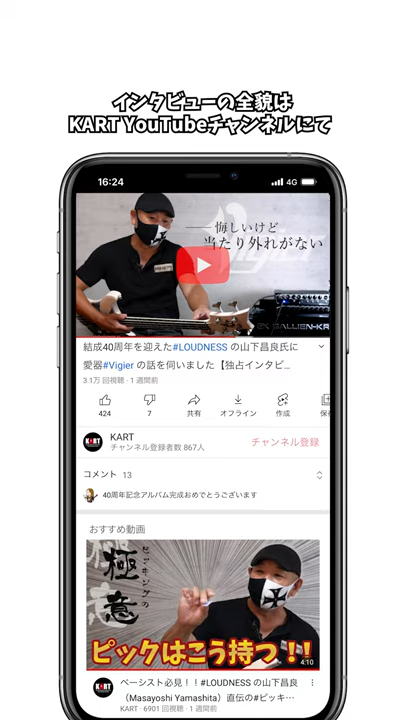 インタビューの全貌は
KART YouTubeチャンネルにて
16:24
4G
悔しいけど
当たり外れがない
結成40周年を迎えた#LOUDNESS の山下昌良氏に
愛器#Vigier の話を伺いました【独占インタビ...
3.1万 回視聴・1 週間前
424
7
共有
オフライン
作成
保
KART
KART
チャンネル登録者数 867人
チャンネル登録
コメント 13
40周年記念アルバム完成おめでとうございます
おすすめ動画
ピッキングの
極意
ピックはこう持つ!!
4:10
KART
ベーシスト必見!!#LOUDNESS の山下昌良
(Masayoshi Yamashita)直伝の#ピッキ…
KART・6901 回視聴・1 週間前